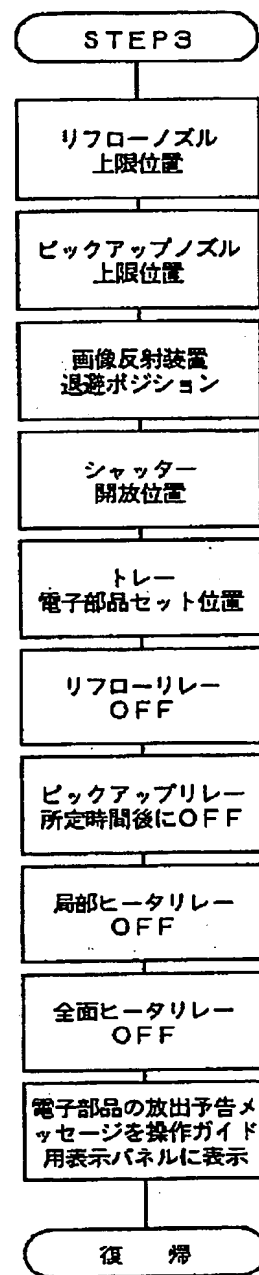 STEP3
リフローノズル
上限位置
ピックアップノズル
上限位置
画像反射装置
退避ポジション
シャッター
開放位置
トレー
電子部品セット位置
リフローリレー
OFF
ピックアップリレー
所定時間後にOFF
局部ヒータリレー
OFF
全面ヒータリレー
OFF
電子部品の放出予告メ
ッセージを操作ガイド
用表示パネルに表示
復　帰